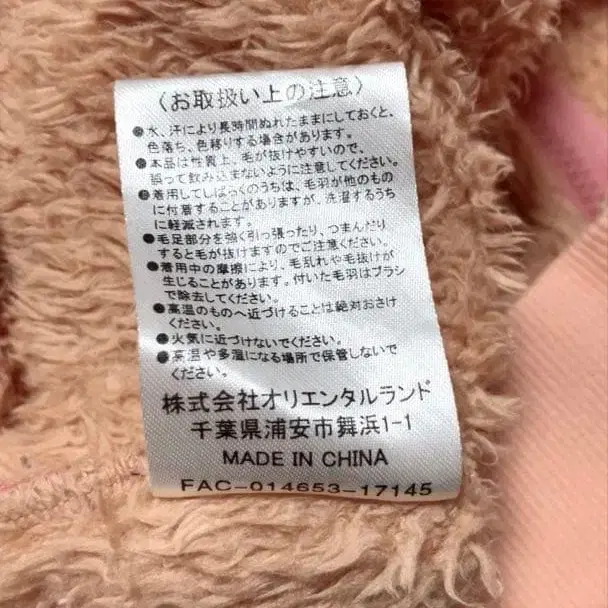 〈お取扱い上の注意〉
●水、汗により長時間ぬれたままにしておくと、
色落ち、色移りする場合があります。
●本品は性質上、毛が抜けやすいので、
誤って飲み込まないように注意してください。
●着用してしばらくのうちは、毛羽が他のもの
に付着することがありますが、洗濯するうち
に軽減されます。
●毛足部分を強く引っ張ったり、つまんだり
すると毛が抜けますのでご注意ください。
●着用中の摩擦により、毛乱れや毛抜けが
生じることがあります。付いた毛羽はブラシ
で除去してください。
●高温のものへ近づけることは絶対おさけ
ください。
●火気に近づけないでください。
●高温や多湿になる場所で保管しないで
ください。
株式会社オリエンタルランド
千葉県浦安市舞浜1-1
MADE IN CHINA
FAC-014653-17145